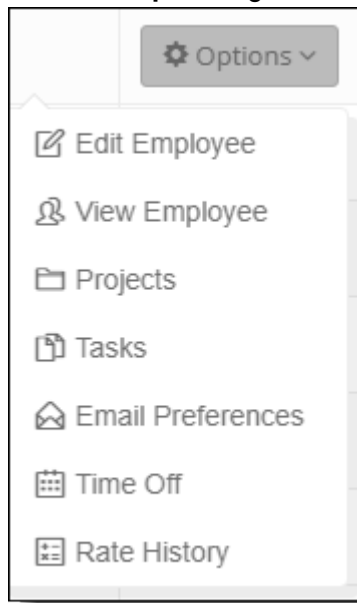 Options
Edit Employee
View Employee
Projects
Tasks
Email Preferences
Time Off
Rate History